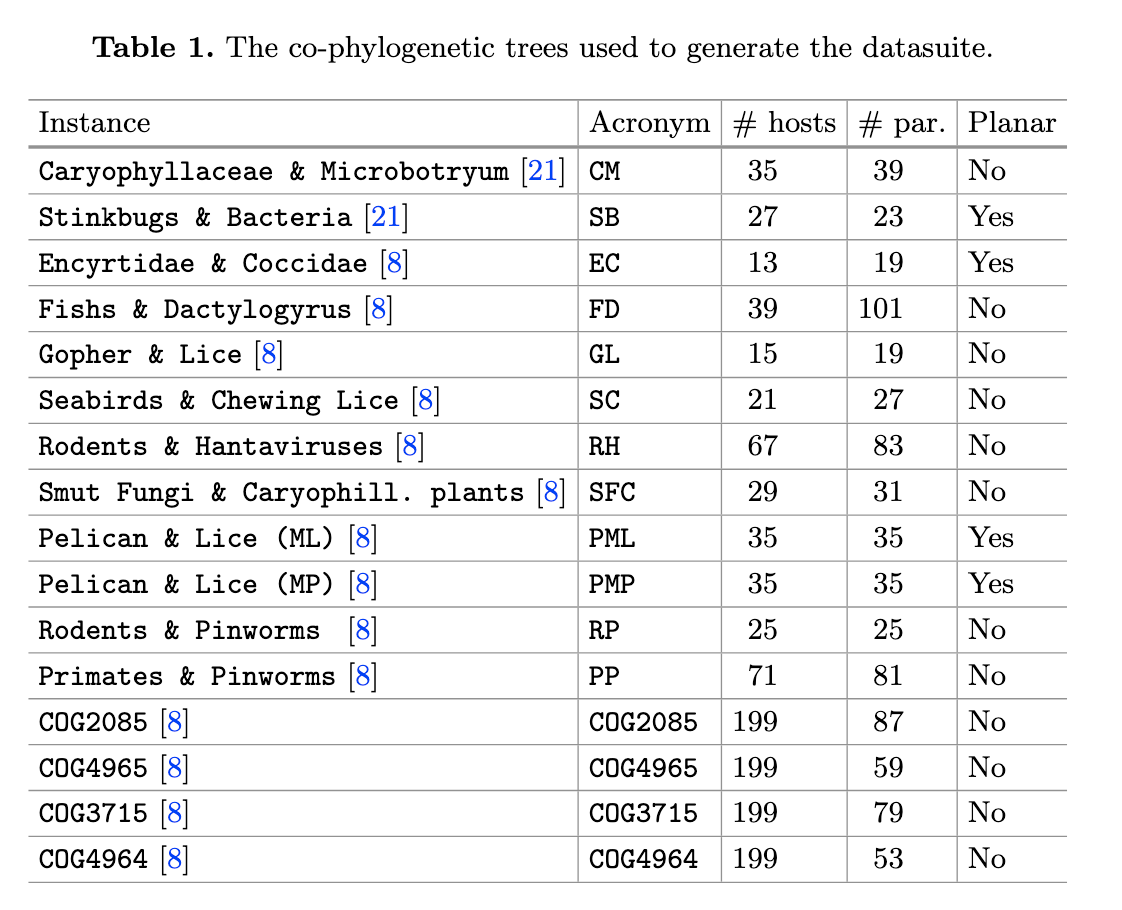 Table 1. The co-phylogenetic trees used to generate the datasuite.
Instance Acronym # hosts # par. Planar
Caryophyllaceae & Microbotryum [21] CM 35 39 No
Stinkbugs & Bacteria [21] SB 27 23 Yes
Encyrtidae & Coccidae [8] EC 13 19 Yes
Fishs & Dactylogyrus [8] FD 39 101 No
Gopher & Lice [8] GL 15 19 No
Seabirds & Chewing Lice [8] SC 21 27 No
Rodents & Hantaviruses [8] RH 67 83 No
Smut Fungi & Caryophill. plants [8] SFC 29 31 No
Pelican & Lice (ML) [8] PML 35 35 Yes
Pelican & Lice (MP) [8] PMP 35 35 Yes
Rodents & Pinworms [8] RP 25 25 No
Primates & Pinworms [8] PP 71 81 No
COG2085 [8] COG2085 199 87 No
COG4965 [8] COG4965 199 59 No
COG3715 [8] COG3715 199 79 No
COG4964 [8] COG4964 199 53 No